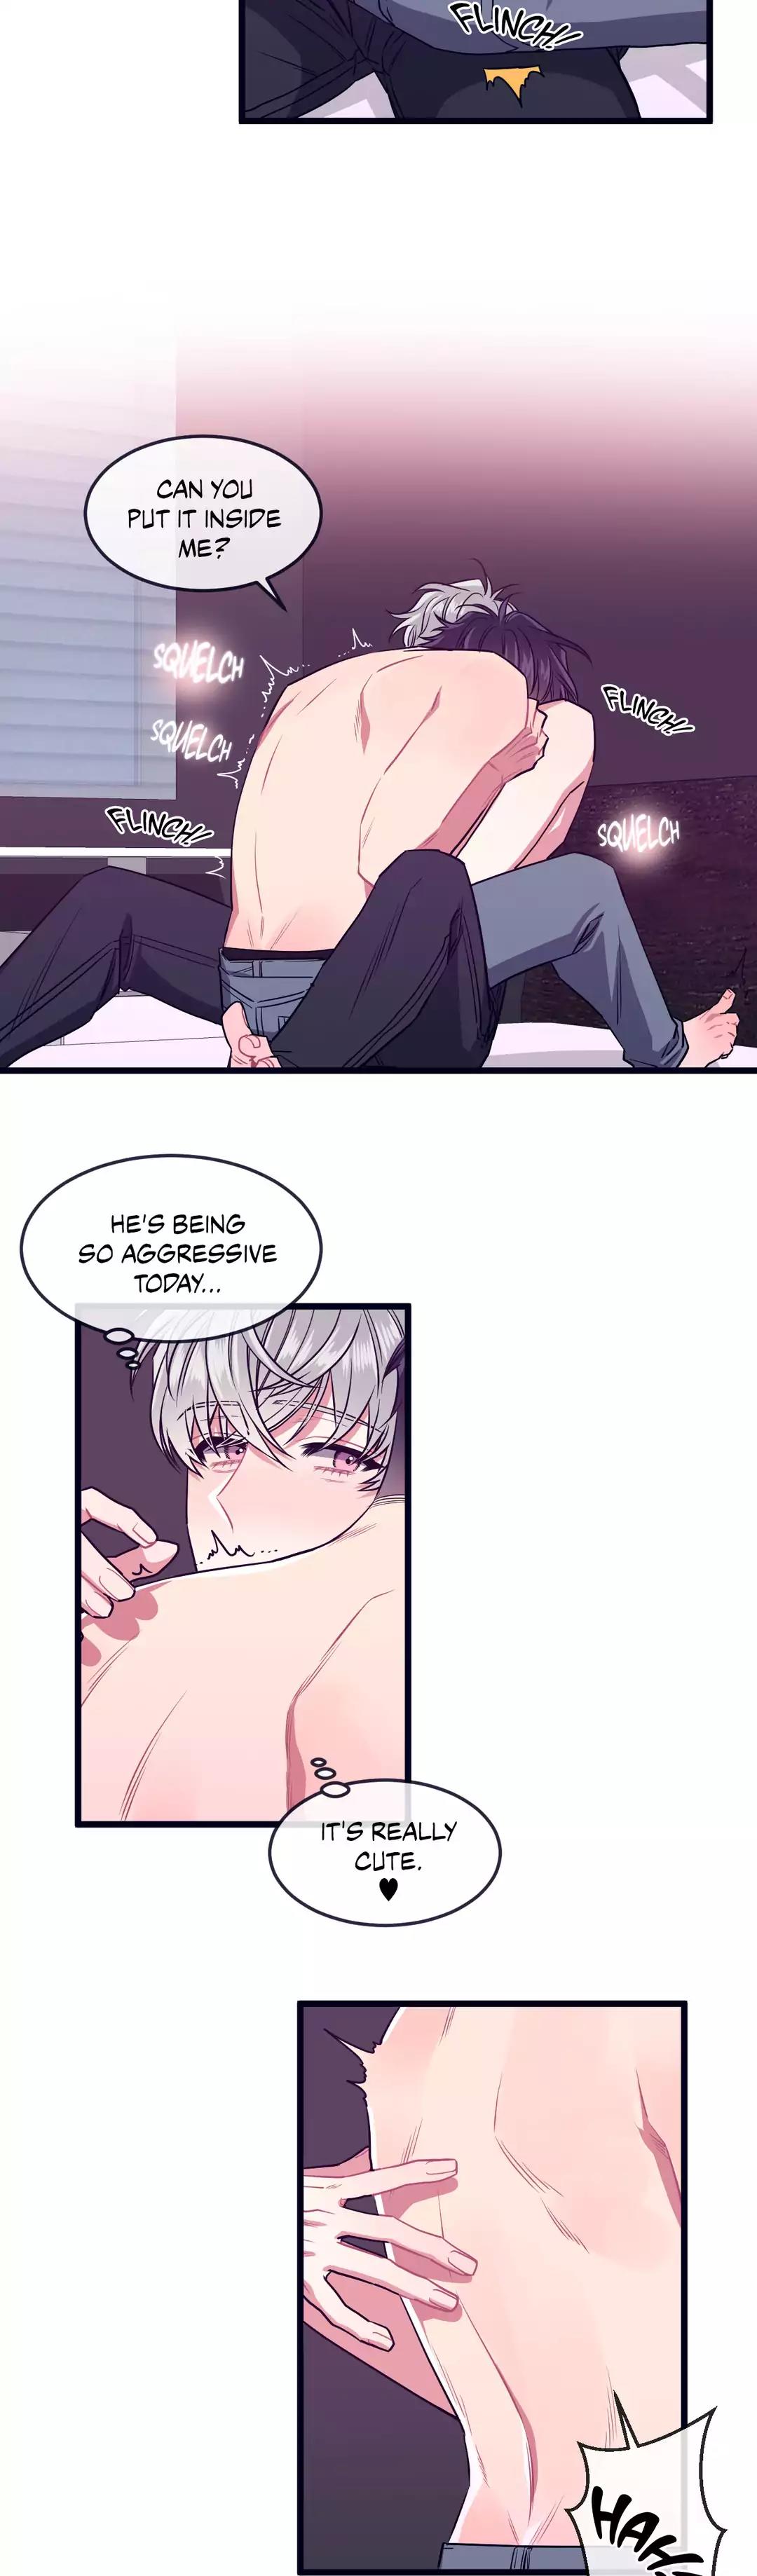 FLINCH!
CAN YOU
PUT IT INSIDE
ME?
SQUELCH
SQUELCH
FLINCH!
FLINCH!
SQUELCH
HE'S BEING
SO AGGRESSIVE
TODAY...
IT'S REALLY
CUTE.
♥
HAH